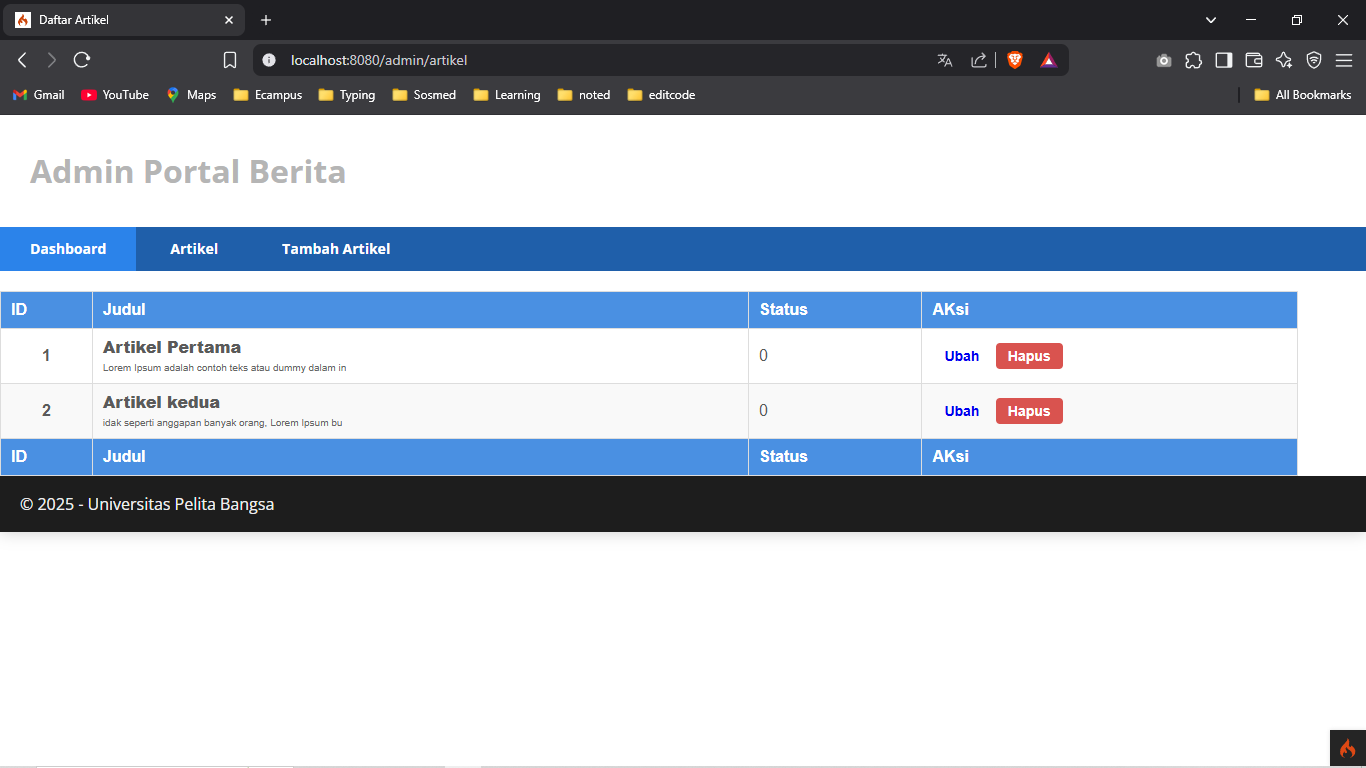 Daftar Artikel
localhost:8080/admin/artikel
Gmail YouTube Maps Ecampus Typing Sosmed Learning noted editcode All Bookmarks
Admin Portal Berita
Dashboard Artikel Tambah Artikel
ID Judul Status AKsi
1 Artikel Pertama 0 Ubah Hapus
Lorem Ipsum adalah contoh teks atau dummy dalam in
2 Artikel kedua 0 Ubah Hapus
idak seperti anggapan banyak orang, Lorem Ipsum bu
ID Judul Status AKsi
© 2025 - Universitas Pelita Bangsa